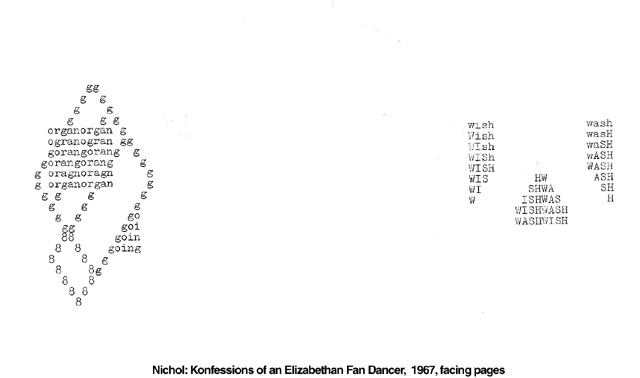 gg
g g
g g
g g g
organorgan g
ogranogran gg
gorangorang g
gorangorang g
g oragnoragn g
g organorgan g
g g g g
g g g
g g go
gg goi
88 goin
8 8 going
8 8 g
8 8g
8 8
8 8
8
wish wash
Wish wasH
WIsh waSH
WISh wASH
WISH WASH
WIS HW ASH
WI SHWA SH
W ISHWAS H
WISHWASH
WASHWISH
Nichol: Konfessions of an Elizabethan Fan Dancer, 1967, facing pages